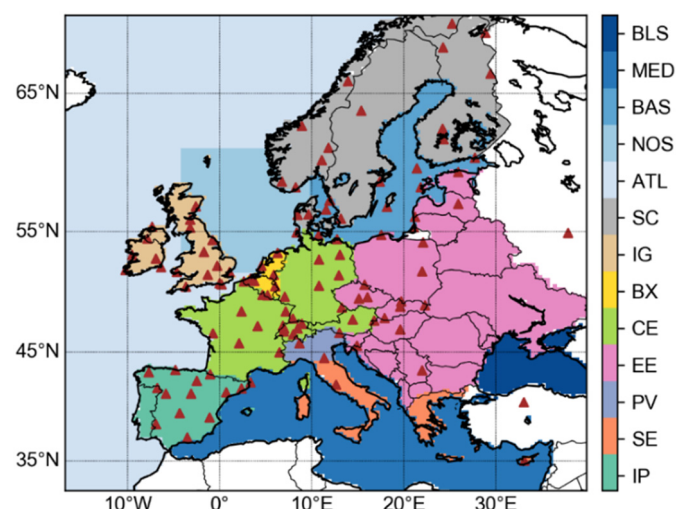 65°N
55°N
45°N
35°N
10°W 0° 10°E 20°E 30°E
BLS
MED
BAS
NOS
ATL
SC
IG
BX
CE
EE
PV
SE
IP